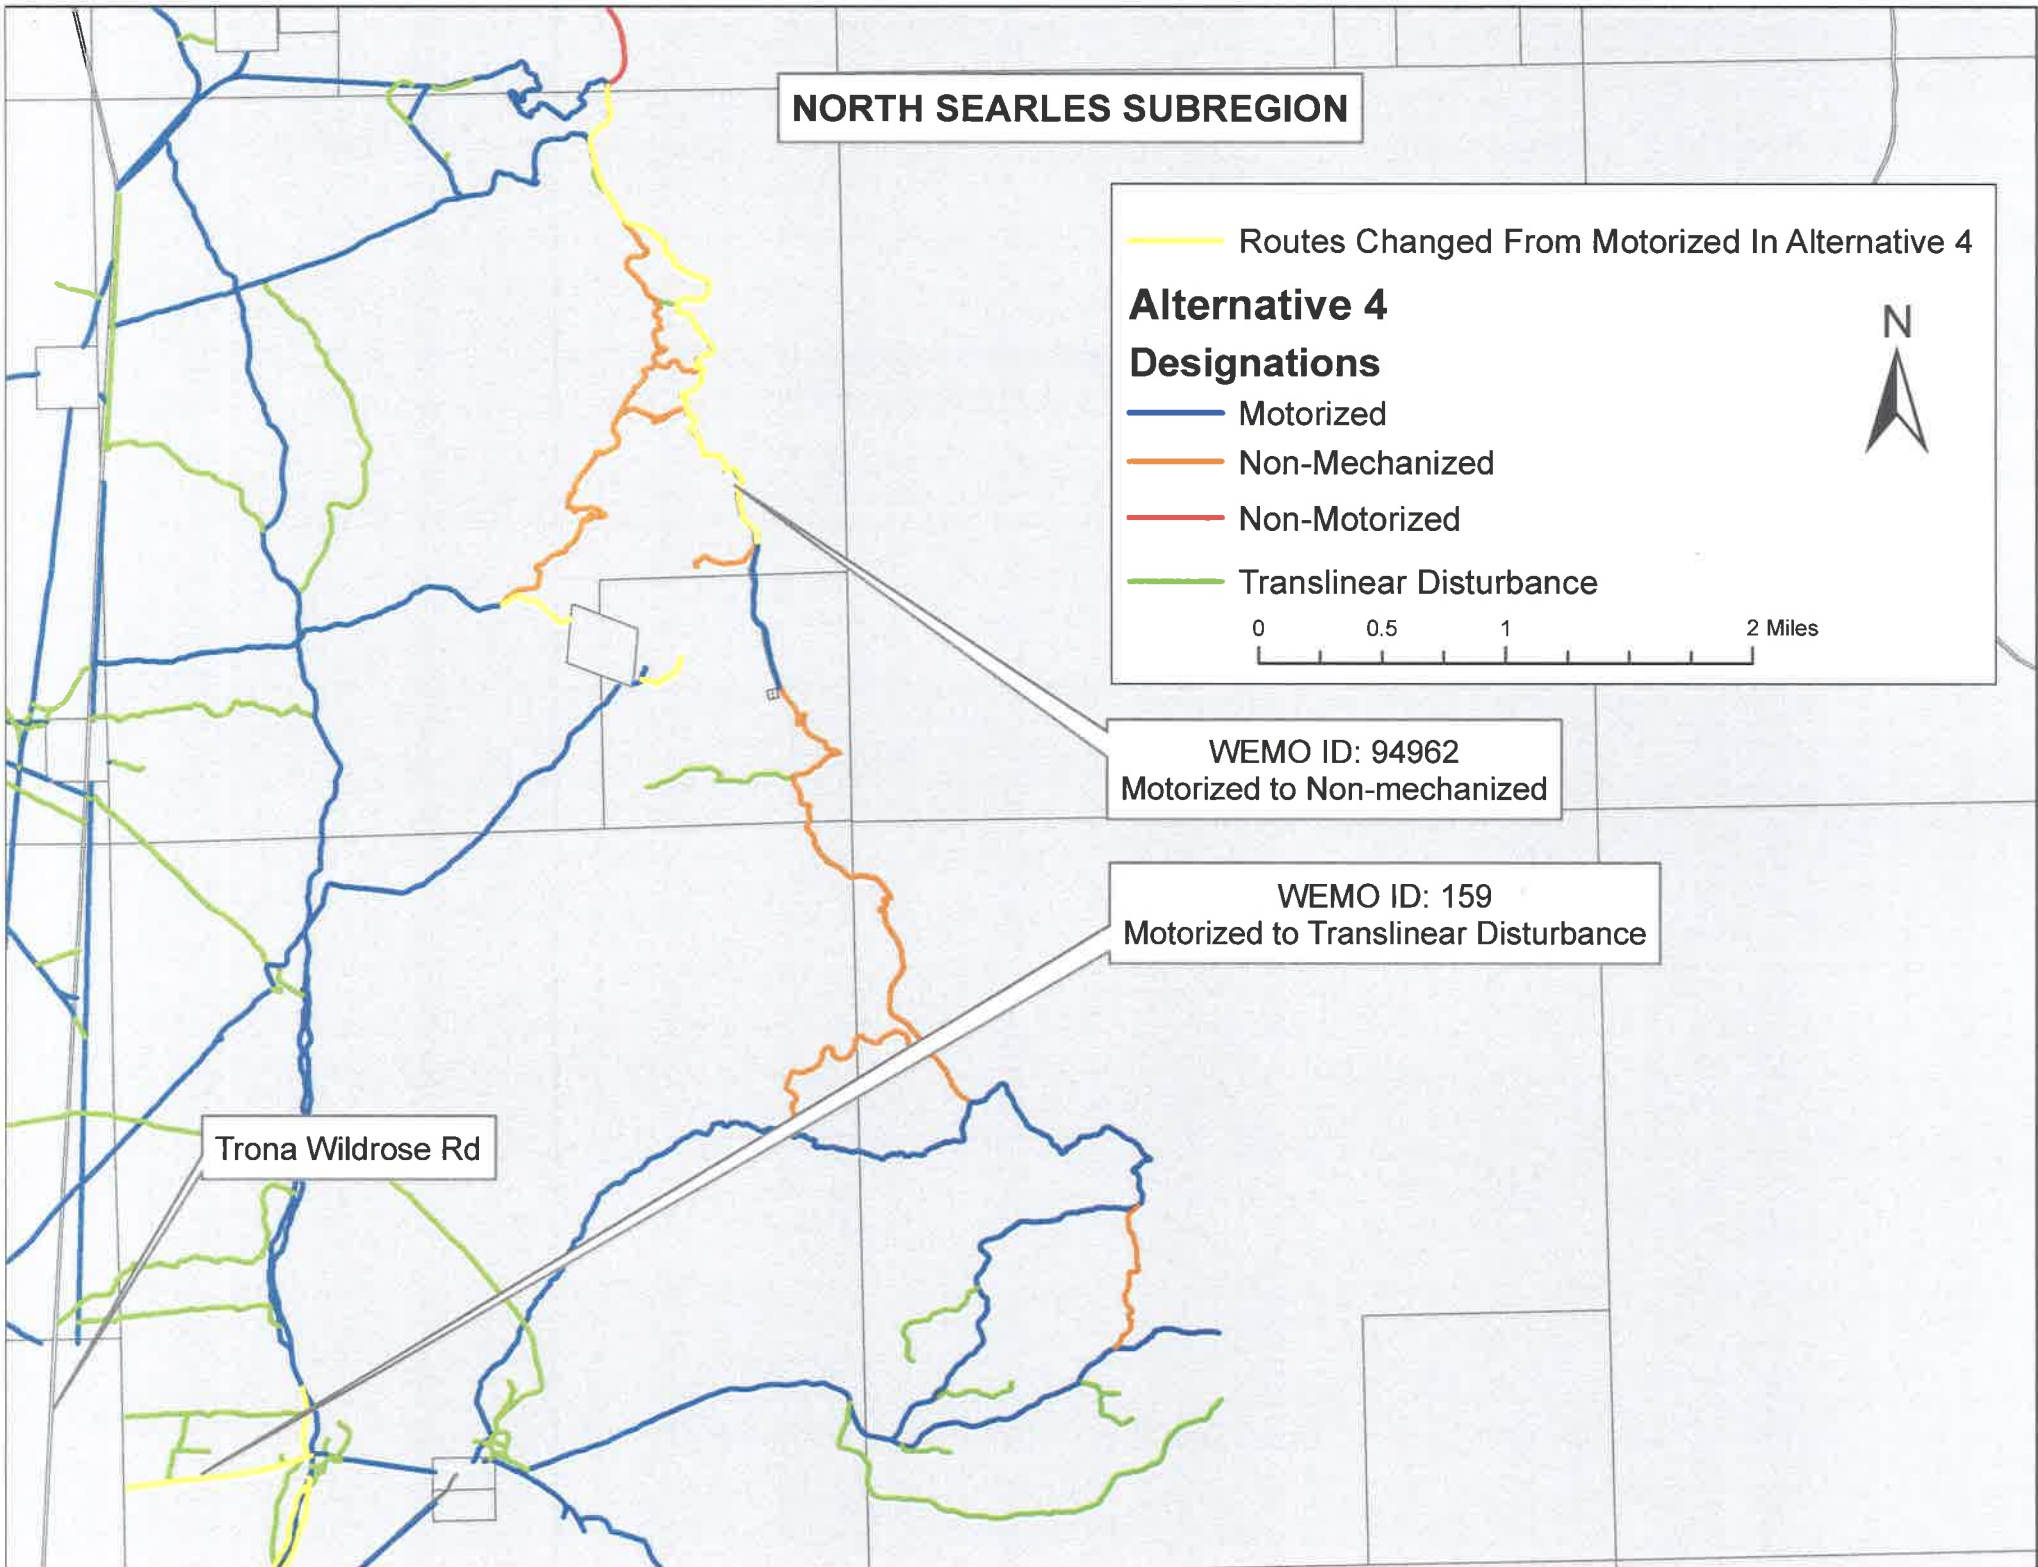 NORTH SEARLES SUBREGION
Routes Changed From Motorized In Alternative 4
Alternative 4
Designations
Motorized
Non-Mechanized
Non-Motorized
Translinear Disturbance
N
0 0.5 1 2 Miles
WEMO ID: 94962
Motorized to Non-mechanized
WEMO ID: 159
Motorized to Translinear Disturbance
Trona Wildrose Rd